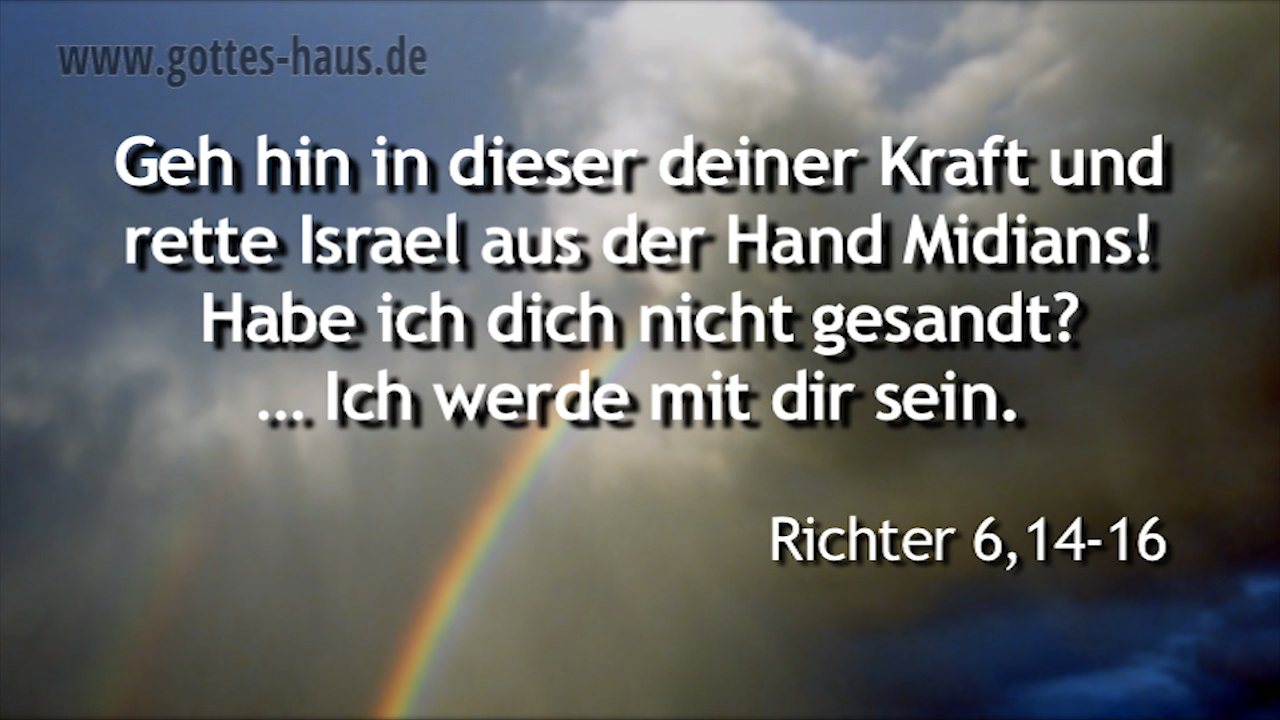 www.gottes-haus.de
Geh hin in dieser deiner Kraft und
rette Israel aus der Hand Midians!
Habe ich dich nicht gesandt?
... Ich werde mit dir sein.
Richter 6,14-16